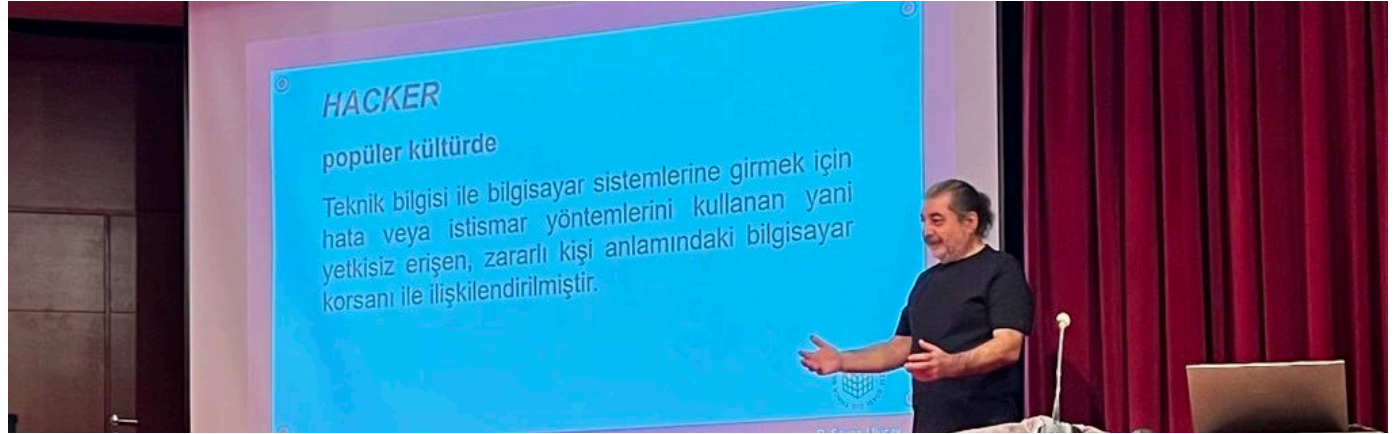 HACKER
popüler kültürde
Teknik bilgisi ile bilgisayar sistemlerine girmek için
hata veya istismar yöntemlerini kullanan yani
yetkisiz erişen, zararlı kişi anlamındaki bilgisayar
korsanı ile ilişkilendirilmiştir.